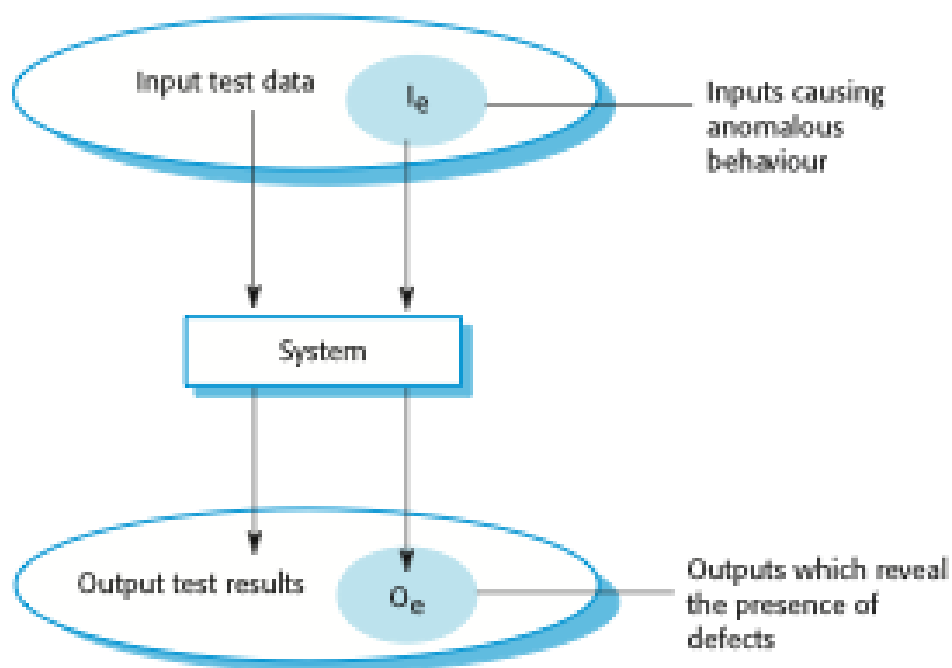 Input test data
Ie
Inputs causing
anomalous
behaviour
System
Output test results
Oe
Outputs which reveal
the presence of
defects